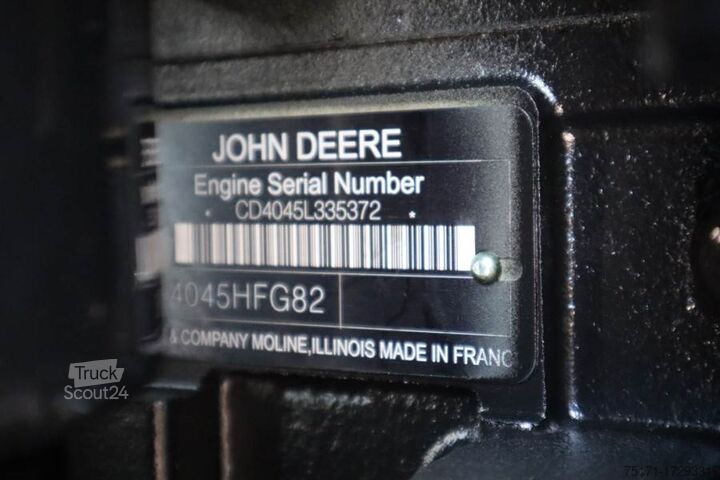 JOHN DEERE
Engine Serial Number
* CD4045L335372 *
4045HFG82
& COMPANY MOLINE,ILLINOIS MADE IN FRANC
Truck
Scout24